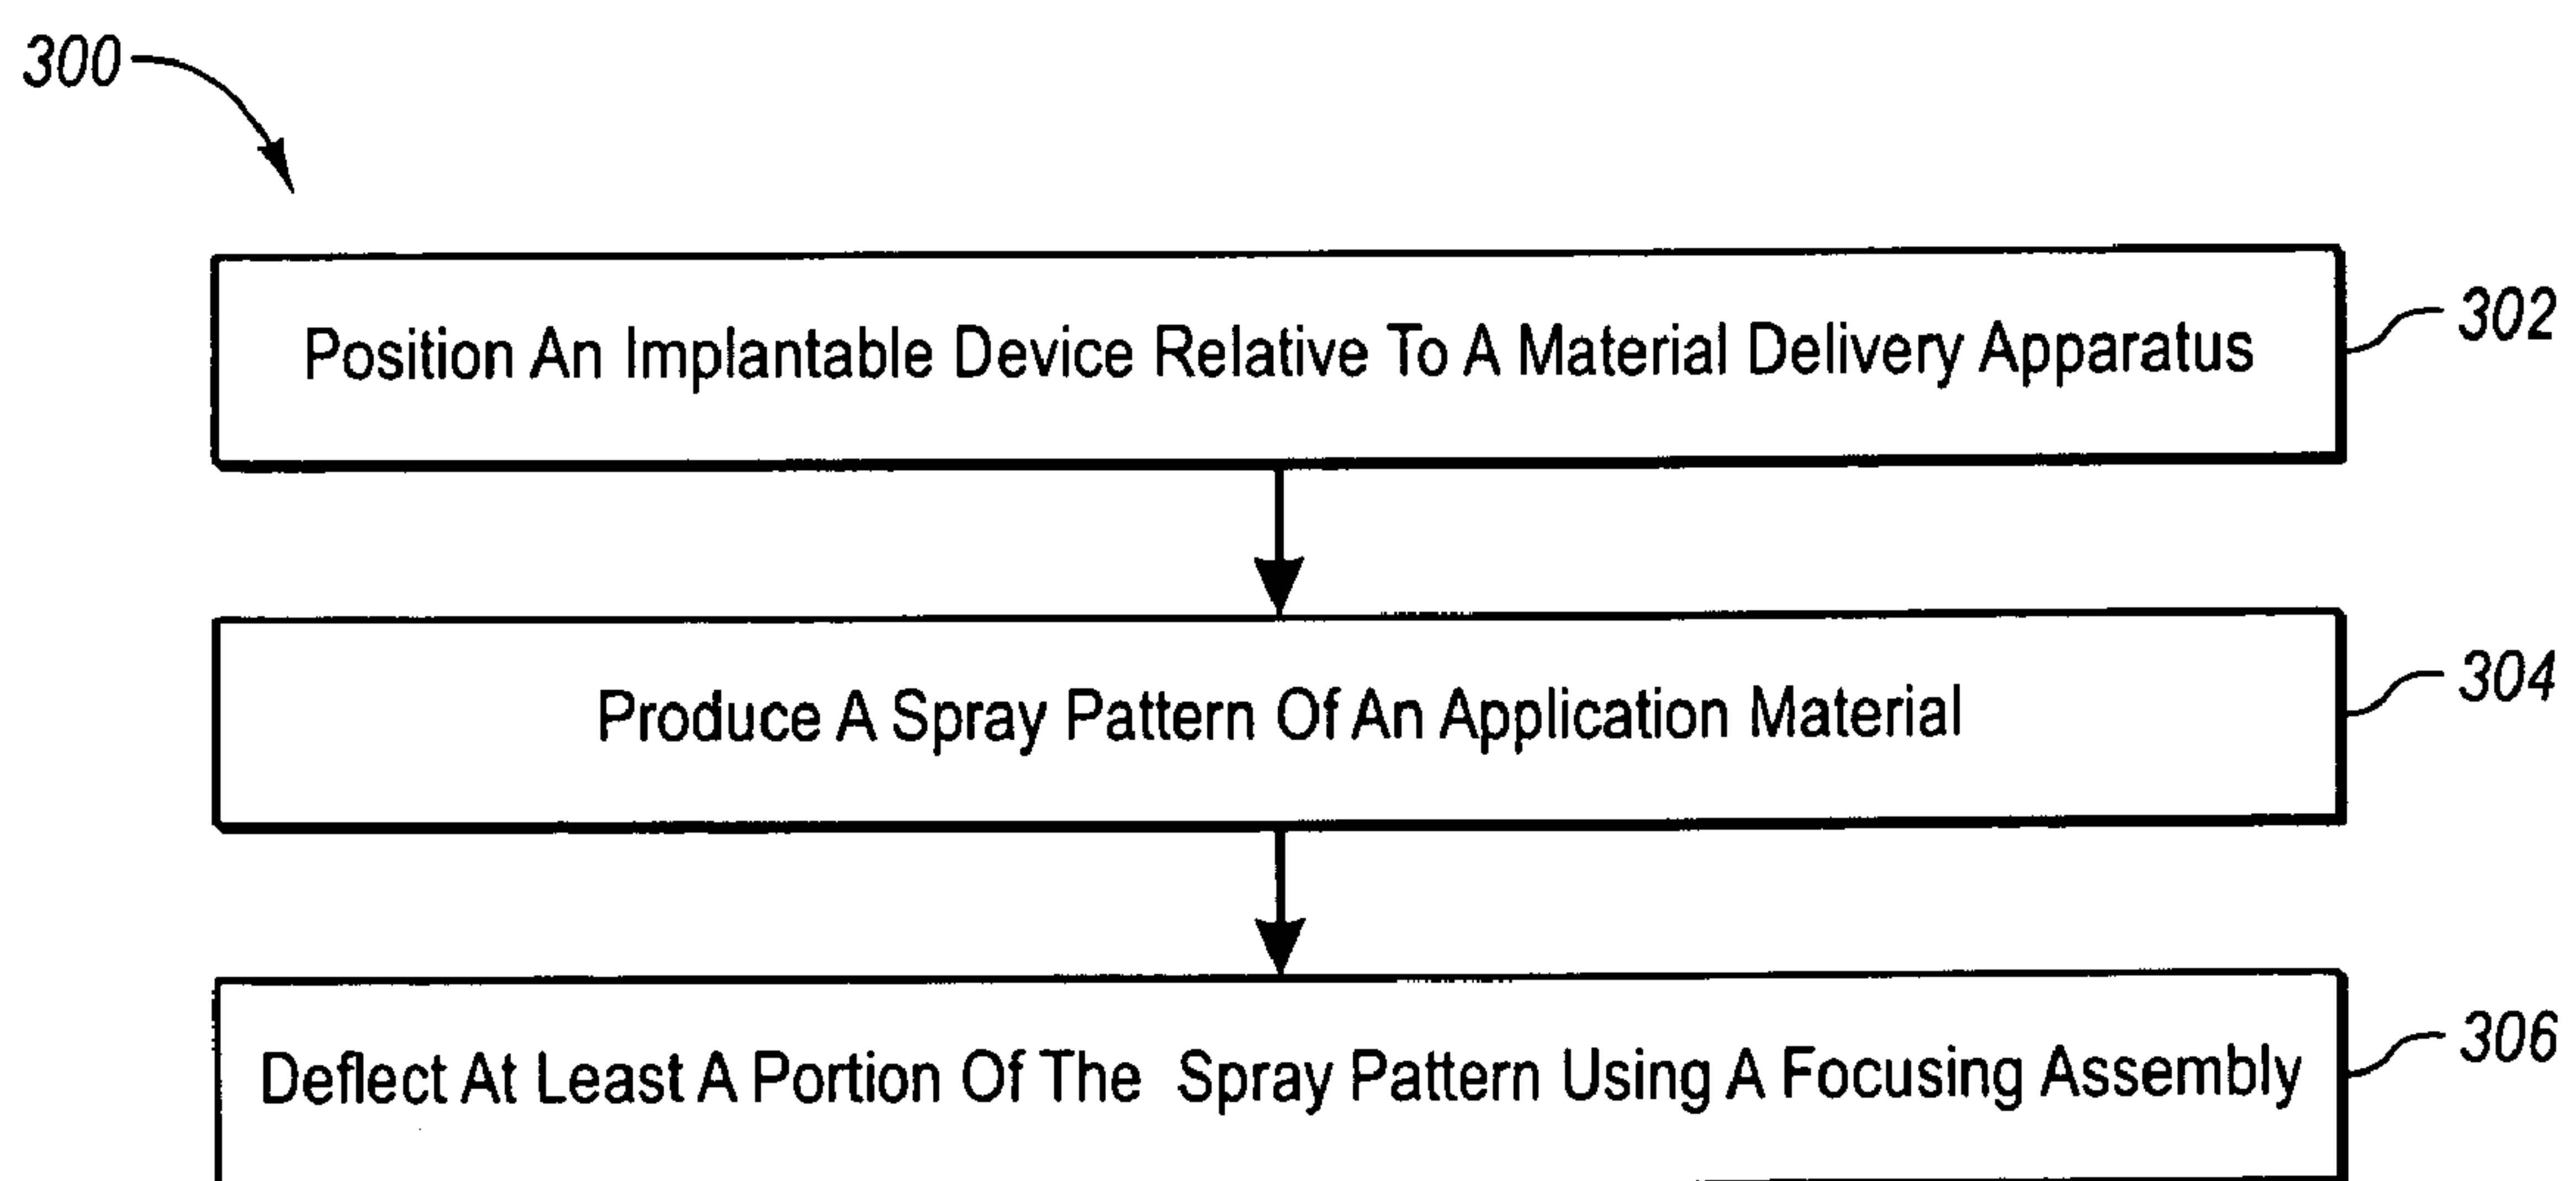 300
Position An Implantable Device Relative To A Material Delivery Apparatus
302
Produce A Spray Pattern Of An Application Material
304
Deflect At Least A Portion Of The Spray Pattern Using A Focusing Assembly
306